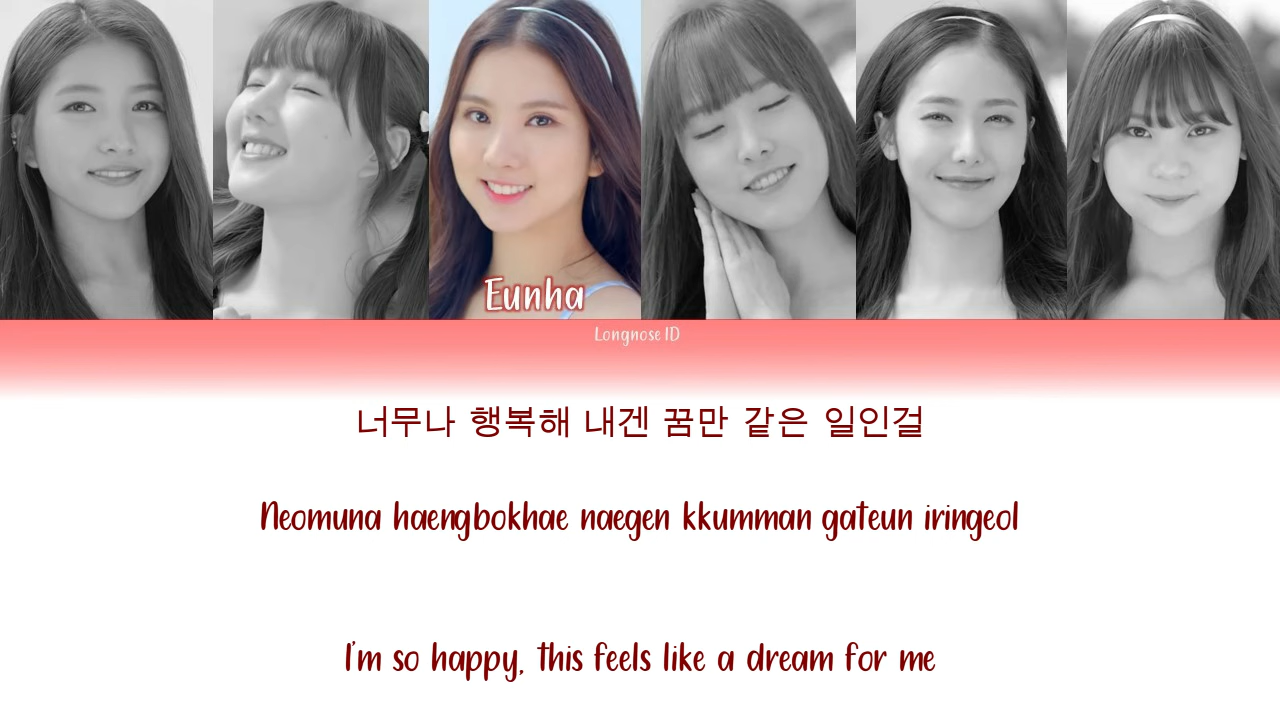 Eunha
Longnose ID
너무나 행복해 내겐 꿈만 같은 일인걸
Neomuna haengbokhae naegen kkumman gateun iringeol
I'm so happy, this feels like a dream for me